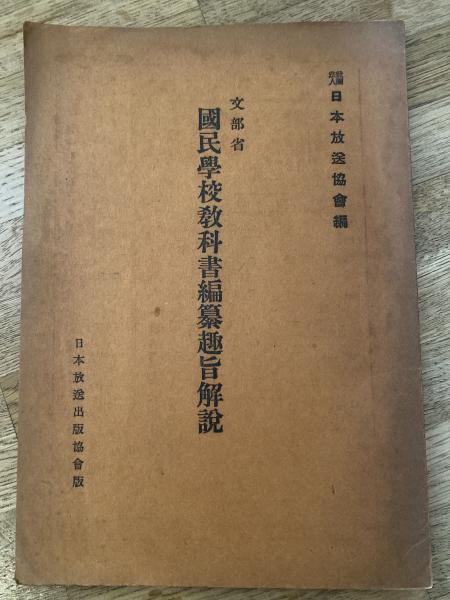 社團法人 日本放送協會編
文部省
國民學校教科書編纂趣旨解說
日本放送出版協會版